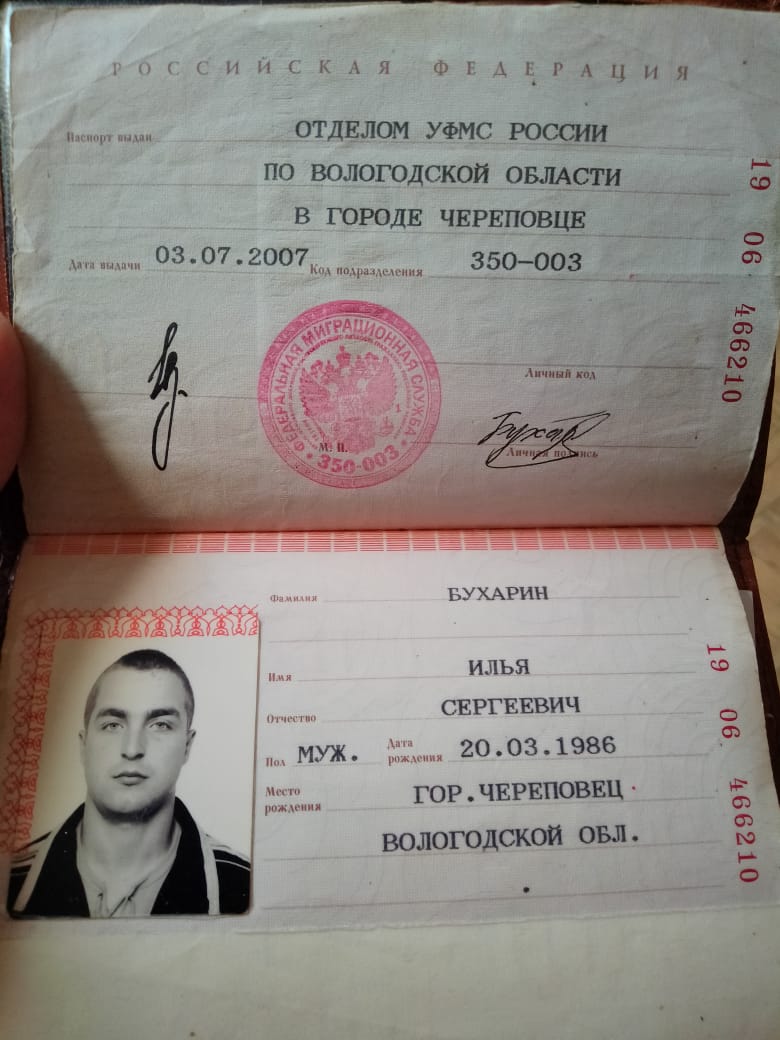 РОССИЙСКАЯ ФЕДЕРАЦИЯ
Паспорт выдан ОТДЕЛОМ УФМС РОССИИ
ПО ВОЛОГОДСКОЙ ОБЛАСТИ
В ГОРОДЕ ЧЕРЕПОВЦЕ
Дата выдачи 03.07.2007 Код подразделения 350-003
19 06 466210
Личный код
ФЕДЕРАЛЬНАЯ МИГРАЦИОННАЯ СЛУЖБА
1
М. П.
350-003
Бухар
Личная подпись
Фамилия БУХАРИН
Имя ИЛЬЯ
Отчество СЕРГЕЕВИЧ
Пол МУЖ. Дата рождения 20.03.1986
Место рождения ГОР.ЧЕРЕПОВЕЦ
ВОЛОГОДСКОЙ ОБЛ.
19 06 466210